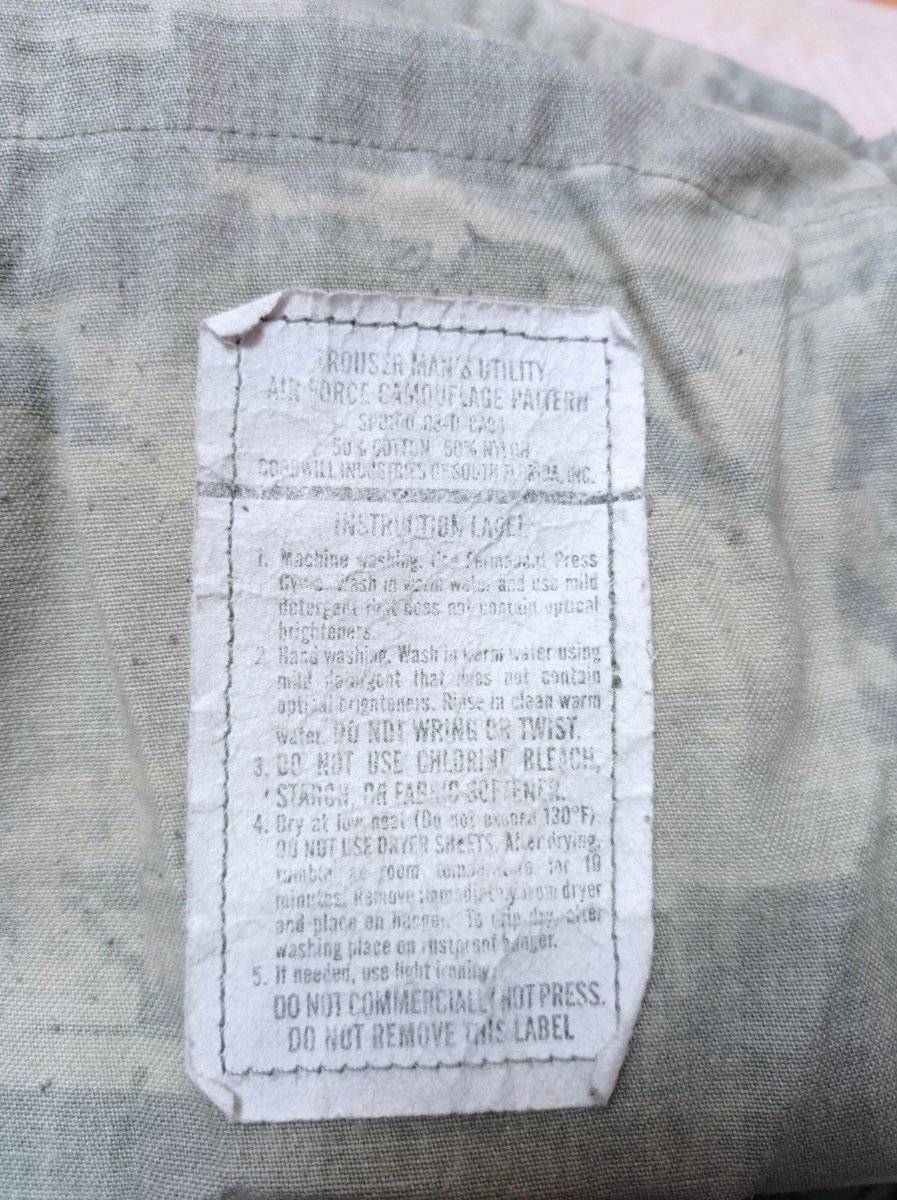 TROUSER MAN'S UTILITY
AIR FORCE CAMOUFLAGE PATTERN
50% COTTON 50% NYLON
GOODWILL INDUSTRIES OF SOUTH FLORIDA, INC.
INSTRUCTION LABEL
1. Machine washing. Use Permanent Press
Cycle. Wash in warm water and use mild
detergent that does not contain optical
brighteners.
2. Hand washing. Wash in warm water using
mild detergent that does not contain
optical brighteners. Rinse in clean warm
water. DO NOT WRING OR TWIST.
3. DO NOT USE CHLORINE BLEACH,
STARCH, OR FABRIC SOFTENER.
4. Dry at low heat (Do not exceed 130°F).
DO NOT USE DRYER SHEETS. After drying,
tumble at room temperature for 10
minutes. Remove immediately from dryer
and place on hanger. To drip dry, after
washing place on rustproof hanger.
5. If needed, use light ironing.
DO NOT COMMERCIALLY HOT PRESS.
DO NOT REMOVE THIS LABEL